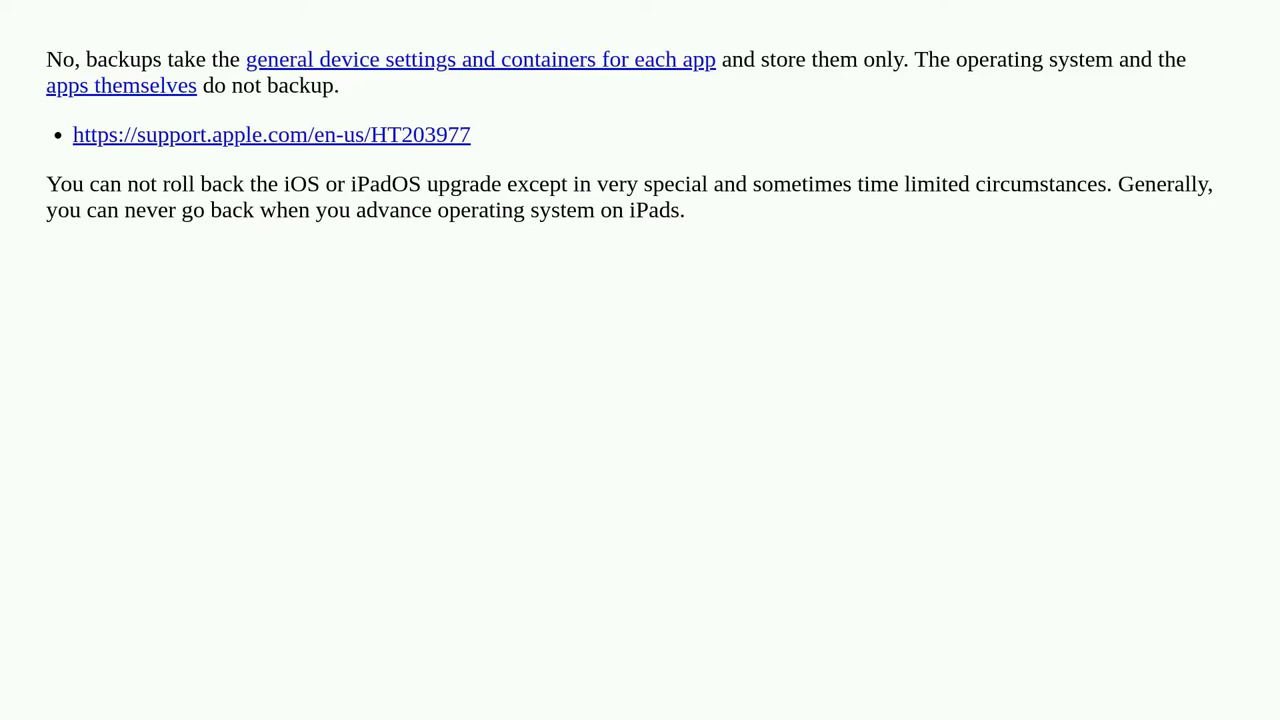 No, backups take the general device settings and containers for each app and store them only. The operating system and the
apps themselves do not backup.
• https://support.apple.com/en-us/HT203977
You can not roll back the iOS or iPadOS upgrade except in very special and sometimes time limited circumstances. Generally,
you can never go back when you advance operating system on iPads.